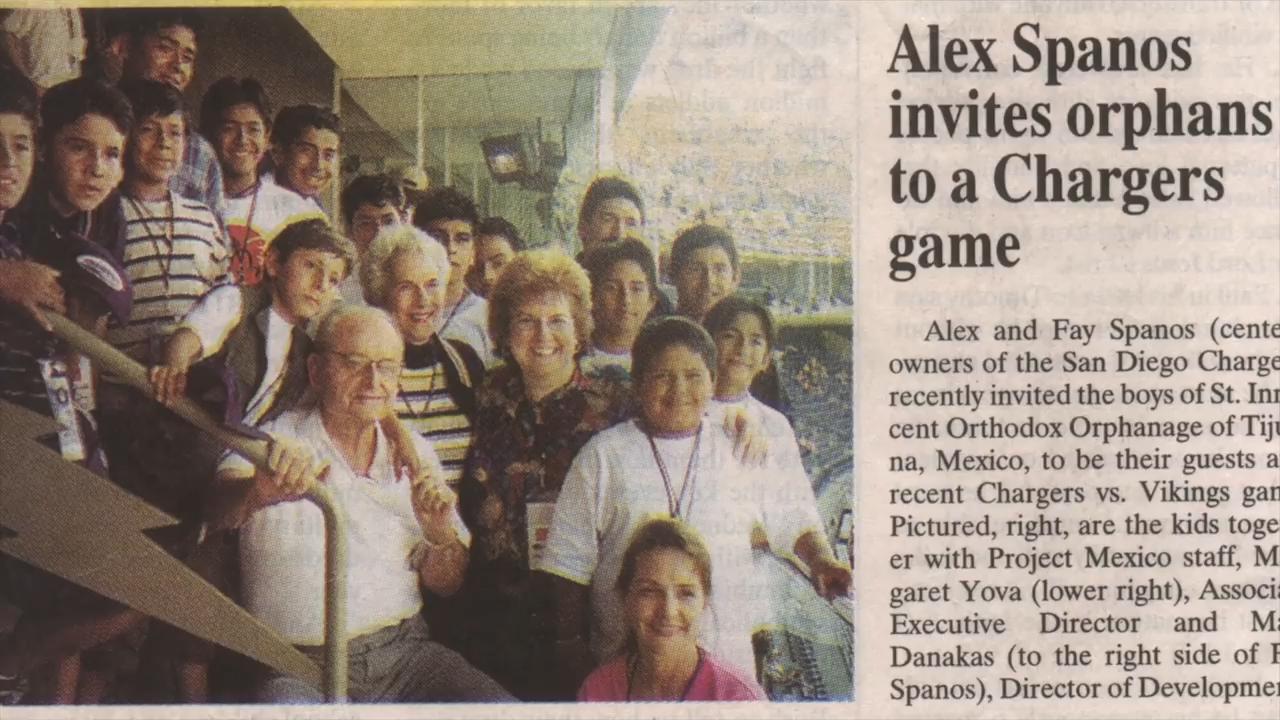 Alex Spanos
invites orphans
to a Chargers
game
Alex and Fay Spanos (cente
owners of the San Diego Charge
recently invited the boys of St. Inn
cent Orthodox Orphanage of Tiju
na, Mexico, to be their guests a
recent Chargers vs. Vikings gam
Pictured, right, are the kids toge
er with Project Mexico staff, M
garet Yova (lower right), Associa
Executive Director and Ma
Danakas (to the right side of F
Spanos), Director of Developmen